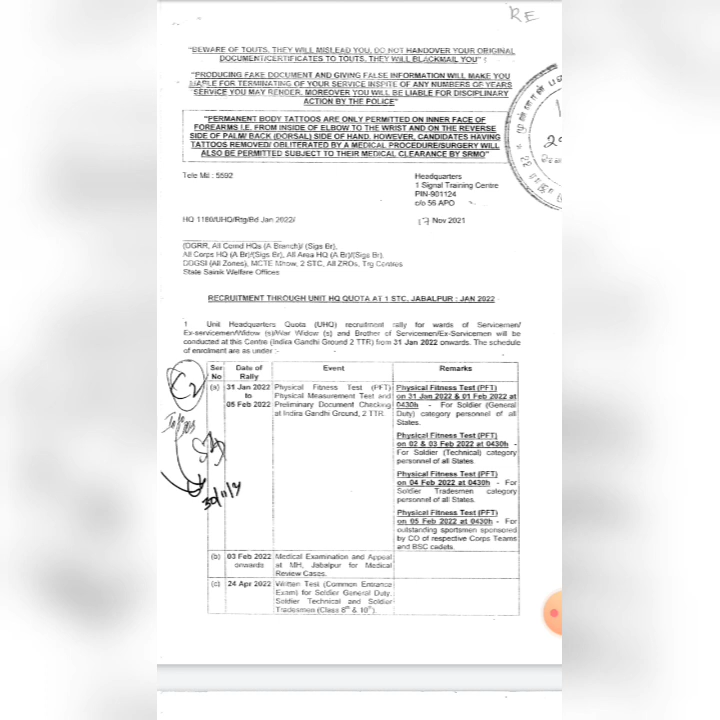 RE
"BEWARE OF TOUTS, THEY WILL MISLEAD YOU, DO NOT HANDOVER YOUR ORIGINAL
DOCUMENT/CERTIFICATES TO TOUTS, THEY WILL BLACKMAIL YOU"
"PRODUCING FAKE DOCUMENT AND GIVING FALSE INFORMATION WILL MAKE YOU
LIABLE FOR TERMINATING OF YOUR SERVICE INSPITE OF ANY NUMBERS OF YEARS
SERVICE YOU MAY RENDER, MOREOVER YOU WILL BE LIABLE FOR DISCIPLINARY
ACTION BY THE POLICE"
"PERMANENT BODY TATTOOS ARE ONLY PERMITTED ON INNER FACE OF
FOREARMS I.E. FROM INSIDE OF ELBOW TO THE WRIST AND ON THE REVERSE
SIDE OF PALM/ BACK (DORSAL) SIDE OF HAND. HOWEVER, CANDIDATES HAVING
TATTOOS REMOVED/ OBLITERATED BY A MEDICAL PROCEDURE/SURGERY WILL
ALSO BE PERMITTED SUBJECT TO THEIR MEDICAL CLEARANCE BY SRMO"
Tele Mil : 5592
Headquarters
1 Signal Training Centre
PIN-901124
c/o 56 APO
HQ 1180/UHQ/Rtg/Bd Jan 2022/
17 Nov 2021
(DGRR, All Comd HQs (A Branch)/ (Sigs Br),
All Corps HQ (A Br)/(Sigs Br), All Area HQ (A Br)/(Sigs Br),
DDGSI (All Zones), MCTE Mhow, 2 STC, All ZROs, Trg Centres
State Sainik Welfare Offices
RECRUITMENT THROUGH UNIT HQ QUOTA AT 1 STC, JABALPUR : JAN 2022
1 Unit Headquarters Quota (UHQ) recruitment rally for wards of Servicemen/
Ex-servicemen/Widow (s)/War Widow (s) and Brother of Servicemen/Ex-Servicemen will be
conducted at this Centre (Indira Gandhi Ground 2 TTR) from 31 Jan 2022 onwards. The schedule
of enrolment are as under :-
Ser No Date of Rally Event Remarks
(a) 31 Jan 2022 to 05 Feb 2022
Physical Fitness Test (PFT)
Physical Measurement Test and
Preliminary Document Checking
at Indira Gandhi Ground, 2 TTR.
Physical Fitness Test (PFT)
on 31 Jan 2022 & 01 Feb 2022 at
0430h - For Soldier (General
Duty) category personnel of all
States.
Physical Fitness Test (PFT)
on 02 & 03 Feb 2022 at 0430h -
For Soldier (Technical) category
personnel of all States.
Physical Fitness Test (PFT)
on 04 Feb 2022 at 0430h - For
Soldier Tradesmen category
personnel of all States.
Physical Fitness Test (PFT)
on 05 Feb 2022 at 0430h - For
outstanding sportsmen sponsored
by CO of respective Corps Teams
and BSC cadets.
(b) 03 Feb 2022 onwards
Medical Examination and Appeal
at MH, Jabalpur for Medical
Review Cases.
(c) 24 Apr 2022
Written Test (Common Entrance
Exam) for Soldier General Duty,
Soldier Technical and Soldier
Tradesmen (Class 8th & 10th).